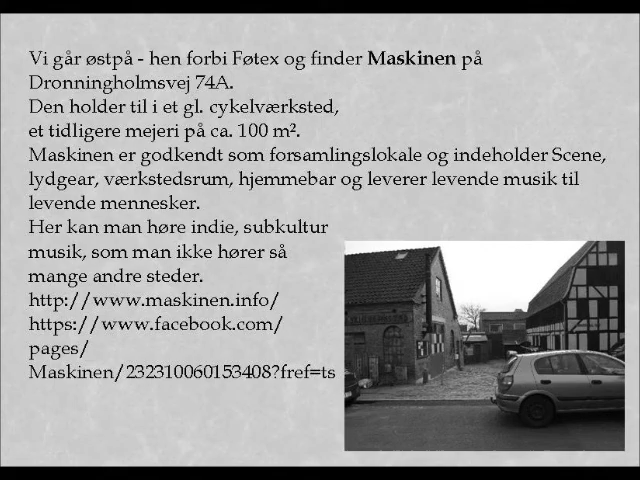 Vi går østpå - hen forbi Føtex og finder Maskinen på
Dronningholmsvej 74A.
Den holder til i et gl. cykelværksted,
et tidligere mejeri på ca. 100 m².
Maskinen er godkendt som forsamlingslokale og indeholder Scene,
lydgear, værkstedsrum, hjemmebar og leverer levende musik til
levende mennesker.
Her kan man høre indie, subkultur
musik, som man ikke hører så
mange andre steder.
http://www.maskinen.info/
https://www.facebook.com/
pages/
Maskinen/232310060153408?fref=ts